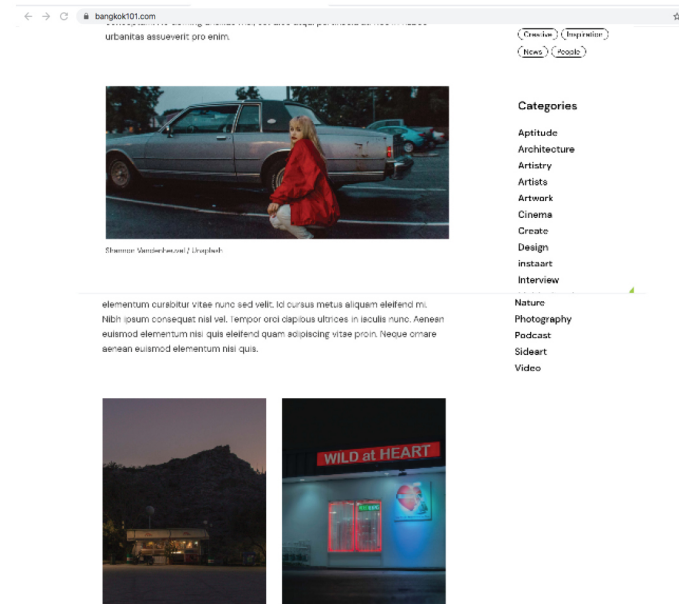 bangkok101.com
urbanitas assueverit pro enim.
Creative
Inspiration
News
People
Shannon Vandenheuvel / Unsplash
Categories
Aptitude
Architecture
Artistry
Artists
Artwork
Cinema
Create
Design
instaart
Interview
elementum curabitur vitae nunc sed velit. Id cursus metus aliquam eleifend mi.
Nibh ipsum consequat nisl vel. Tempor orci dapibus ultrices in iaculis nunc. Aenean
euismod elementum nisi quis eleifend quam adipiscing vitae proin. Neque ornare
aenean euismod elementum nisi quis.
Nature
Photography
Podcast
Sideart
Video
WILD at HEART